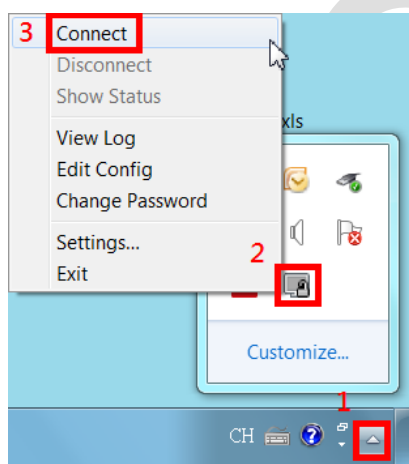 3 Connect
Disconnect
Show Status
xls
View Log
Edit Config
Change Password
Settings...
2
Exit
Customize...
1
CH